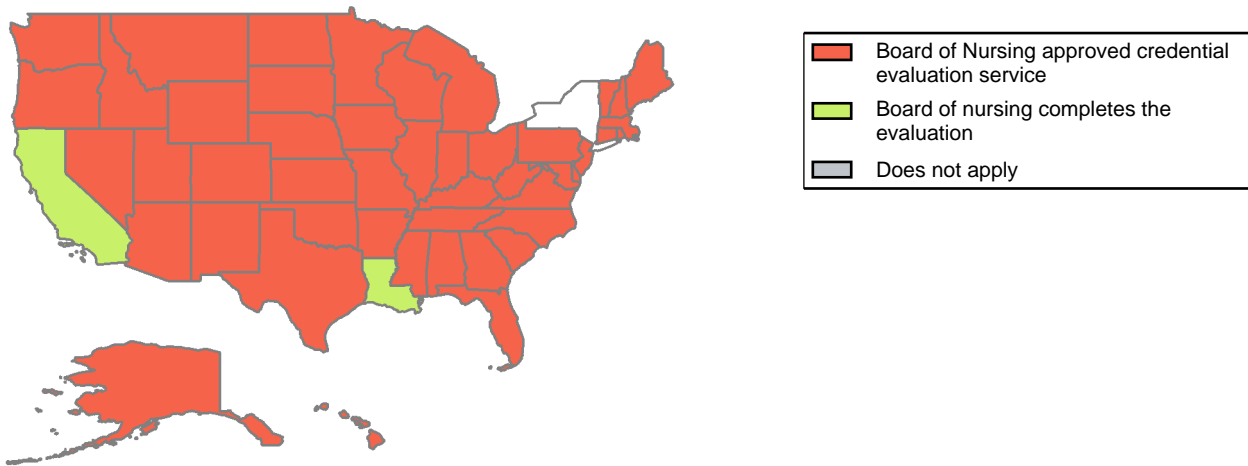 Board of Nursing approved credential
evaluation service
Board of nursing completes the
evaluation
Does not apply